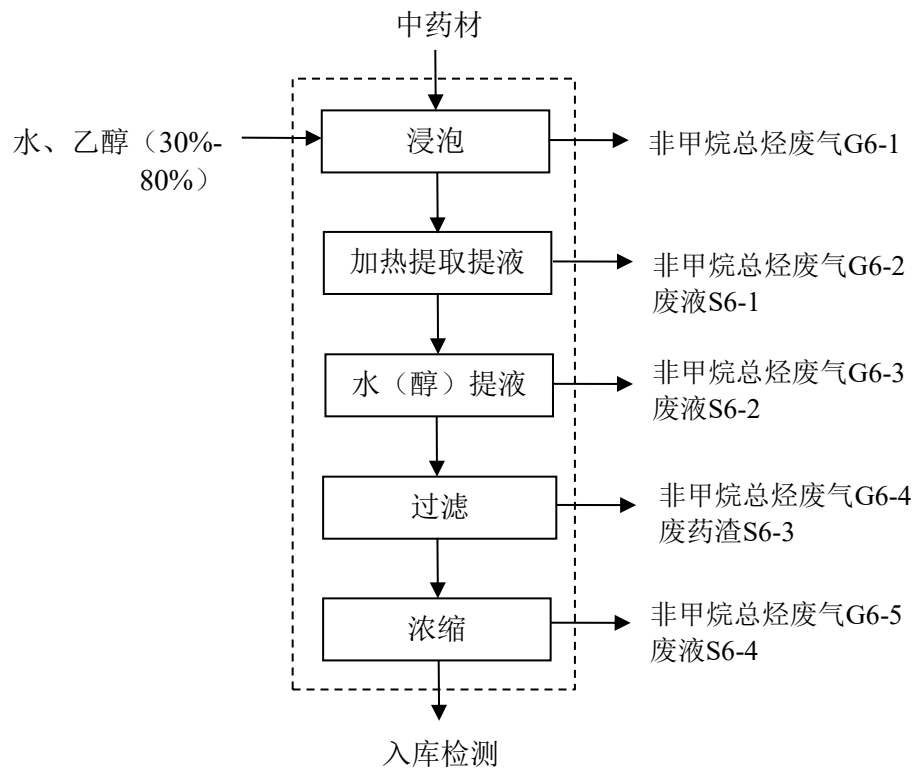 中药材
水、乙醇（30%-
80%）
浸泡
非甲烷总烃废气G6-1
加热提取提液
非甲烷总烃废气G6-2
废液S6-1
水（醇）提液
非甲烷总烃废气G6-3
废液S6-2
过滤
非甲烷总烃废气G6-4
废药渣S6-3
浓缩
非甲烷总烃废气G6-5
废液S6-4
入库检测